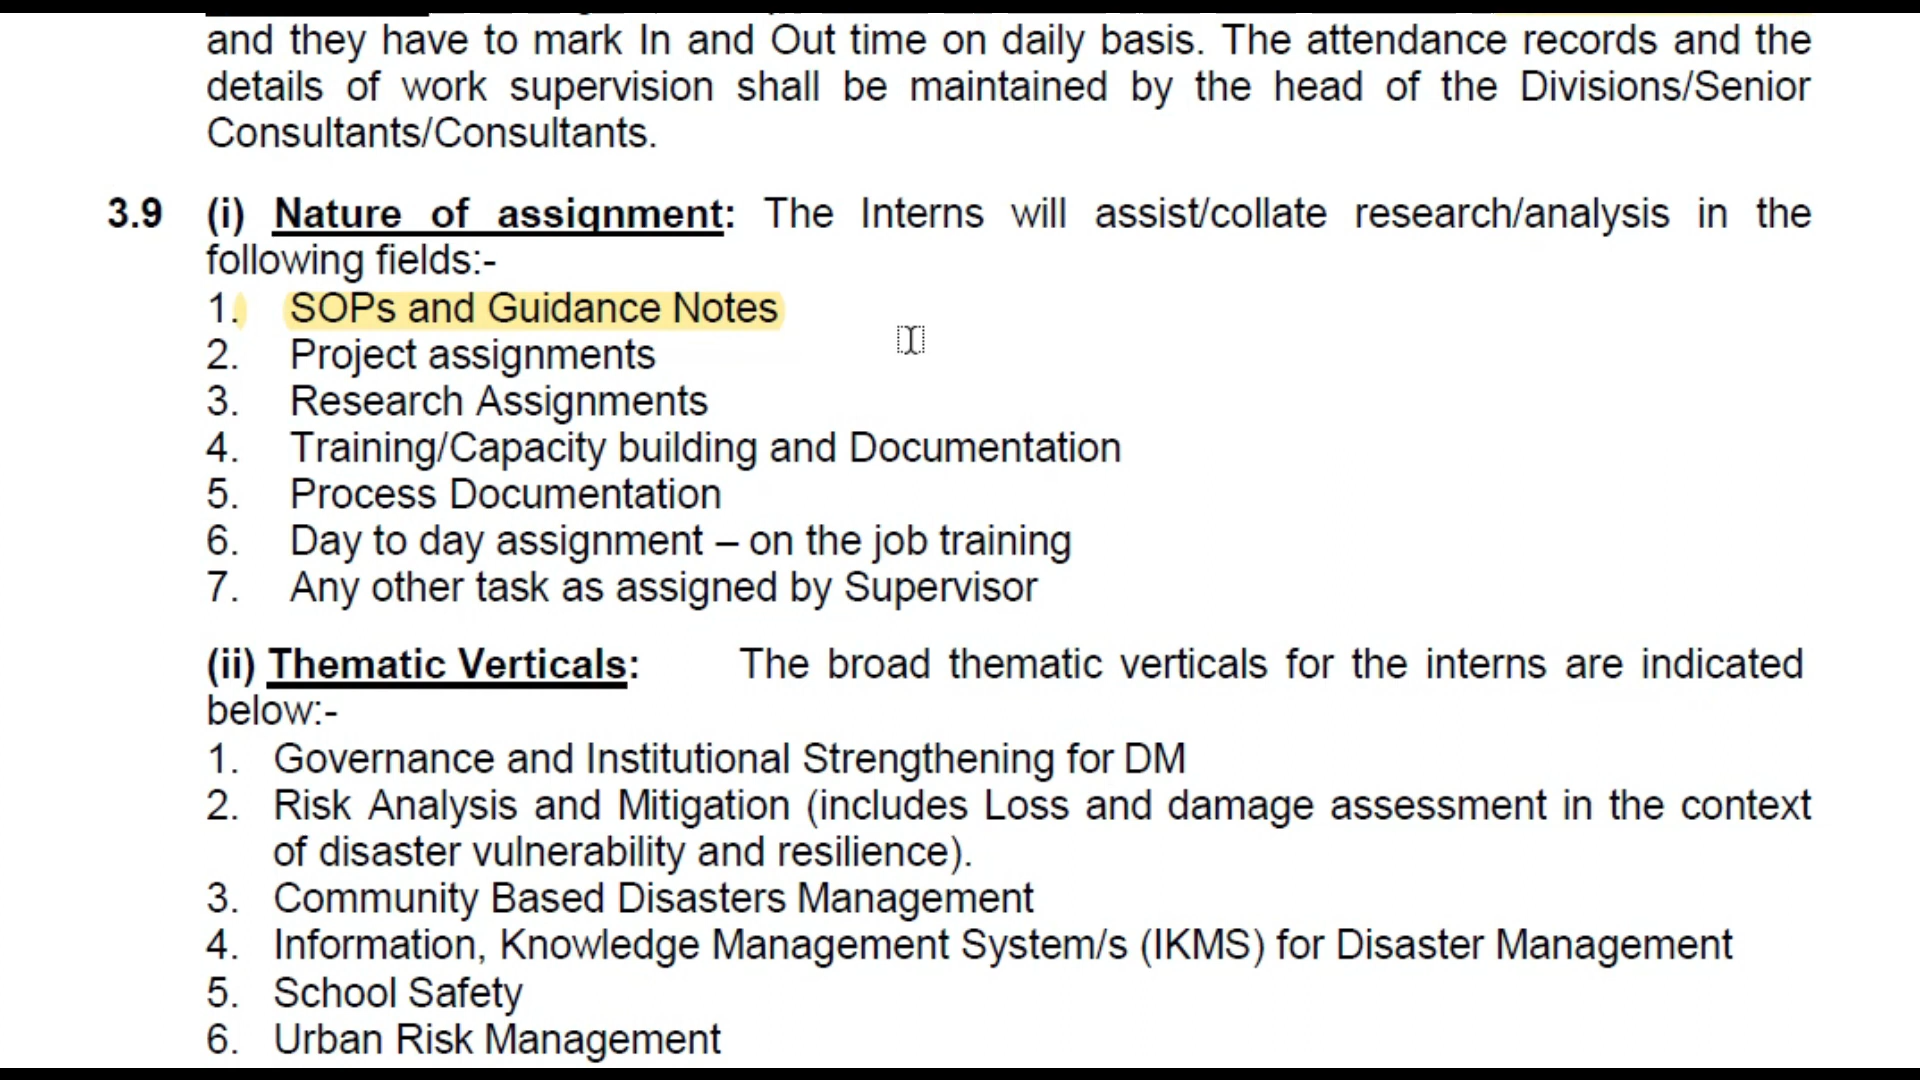 and they have to mark In and Out time on daily basis. The attendance records and the
details of work supervision shall be maintained by the head of the Divisions/Senior
Consultants/Consultants.
3.9 (i) Nature of assignment: The Interns will assist/collate research/analysis in the
following fields:-
1. SOPs and Guidance Notes
2. Project assignments
3. Research Assignments
4. Training/Capacity building and Documentation
5. Process Documentation
6. Day to day assignment – on the job training
7. Any other task as assigned by Supervisor
(ii) Thematic Verticals: The broad thematic verticals for the interns are indicated
below:-
1. Governance and Institutional Strengthening for DM
2. Risk Analysis and Mitigation (includes Loss and damage assessment in the context
of disaster vulnerability and resilience).
3. Community Based Disasters Management
4. Information, Knowledge Management System/s (IKMS) for Disaster Management
5. School Safety
6. Urban Risk Management